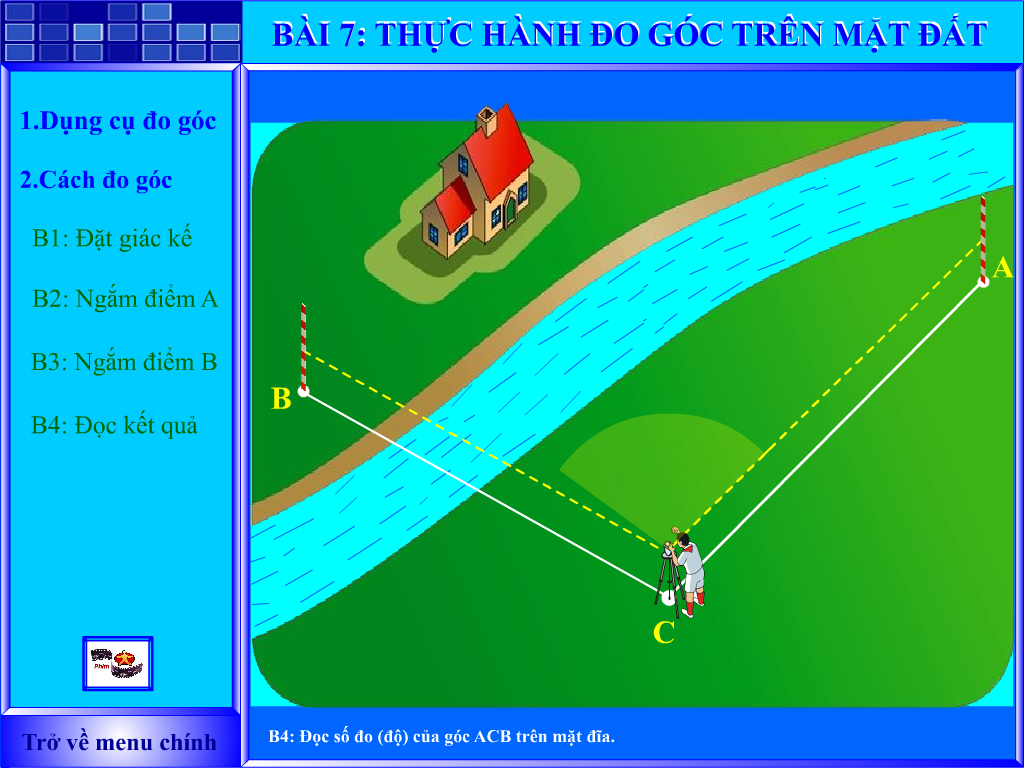 BÀI 7: THỰC HÀNH ĐO GÓC TRÊN MẶT ĐẤT
1.Dụng cụ đo góc
2.Cách đo góc
B1: Đặt giác kế
B2: Ngắm điểm A
B3: Ngắm điểm B
B4: Đọc kết quả
Phim
Trở về menu chính
A
B
C
B4: Đọc số đo (độ) của góc ACB trên mặt đĩa.